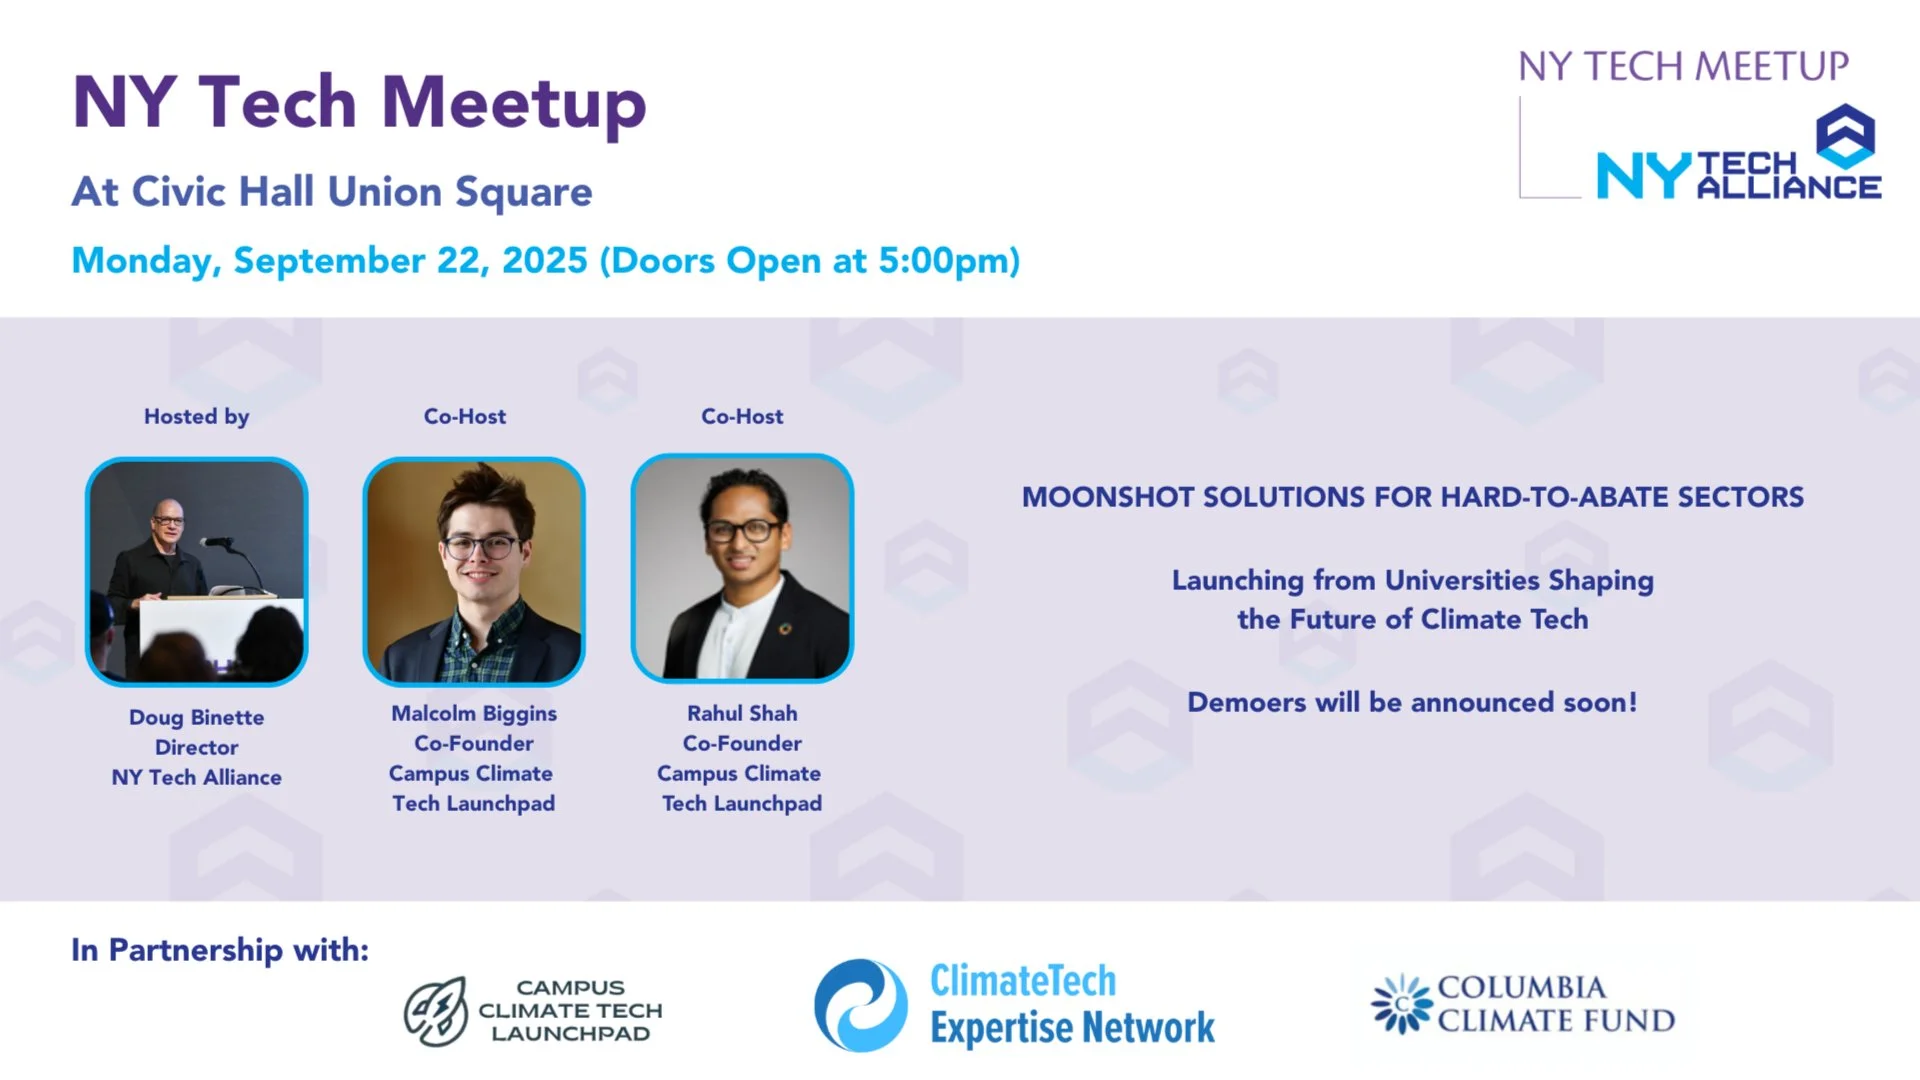 NY Tech Meetup
At Civic Hall Union Square
Monday, September 22, 2025 (Doors Open at 5:00pm)
NY TECH MEETUP
NY TECH
ALLIANCE
Hosted by
Doug Binette
Director
NY Tech Alliance
Co-Host
Malcolm Biggins
Co-Founder
Campus Climate
Tech Launchpad
Co-Host
Rahul Shah
Co-Founder
Campus Climate
Tech Launchpad
MOONSHOT SOLUTIONS FOR HARD-TO-ABATE SECTORS
Launching from Universities Shaping
the Future of Climate Tech
Demoers will be announced soon!
In Partnership with:
CAMPUS
CLIMATE TECH
LAUNCHPAD
ClimateTech
Expertise Network
C
COLUMBIA
CLIMATE FUND